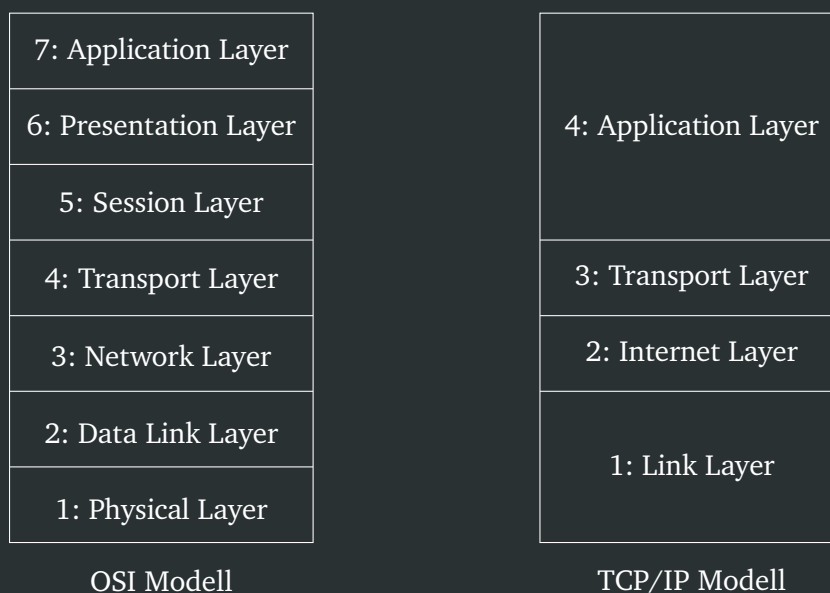 7: Application Layer
6: Presentation Layer
5: Session Layer
4: Transport Layer
3: Network Layer
2: Data Link Layer
1: Physical Layer
OSI Modell
4: Application Layer
3: Transport Layer
2: Internet Layer
1: Link Layer
TCP/IP Modell